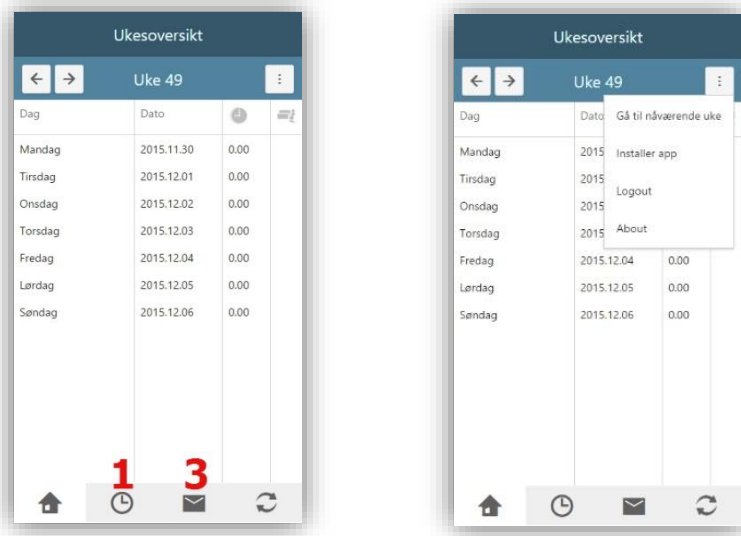 Ukesoversikt
Uke 49
Dag Dato
Mandag 2015.11.30 0.00
Tirsdag 2015.12.01 0.00
Onsdag 2015.12.02 0.00
Torsdag 2015.12.03 0.00
Fredag 2015.12.04 0.00
Lørdag 2015.12.05 0.00
Søndag 2015.12.06 0.00
1 3
Ukesoversikt
Uke 49
Dag Dato Gå til nåværende uke
Mandag 2015 Installer app
Tirsdag 2015
Onsdag 2015 Logout
Torsdag 2015 About
Fredag 2015.12.04 0.00
Lørdag 2015.12.05 0.00
Søndag 2015.12.06 0.00